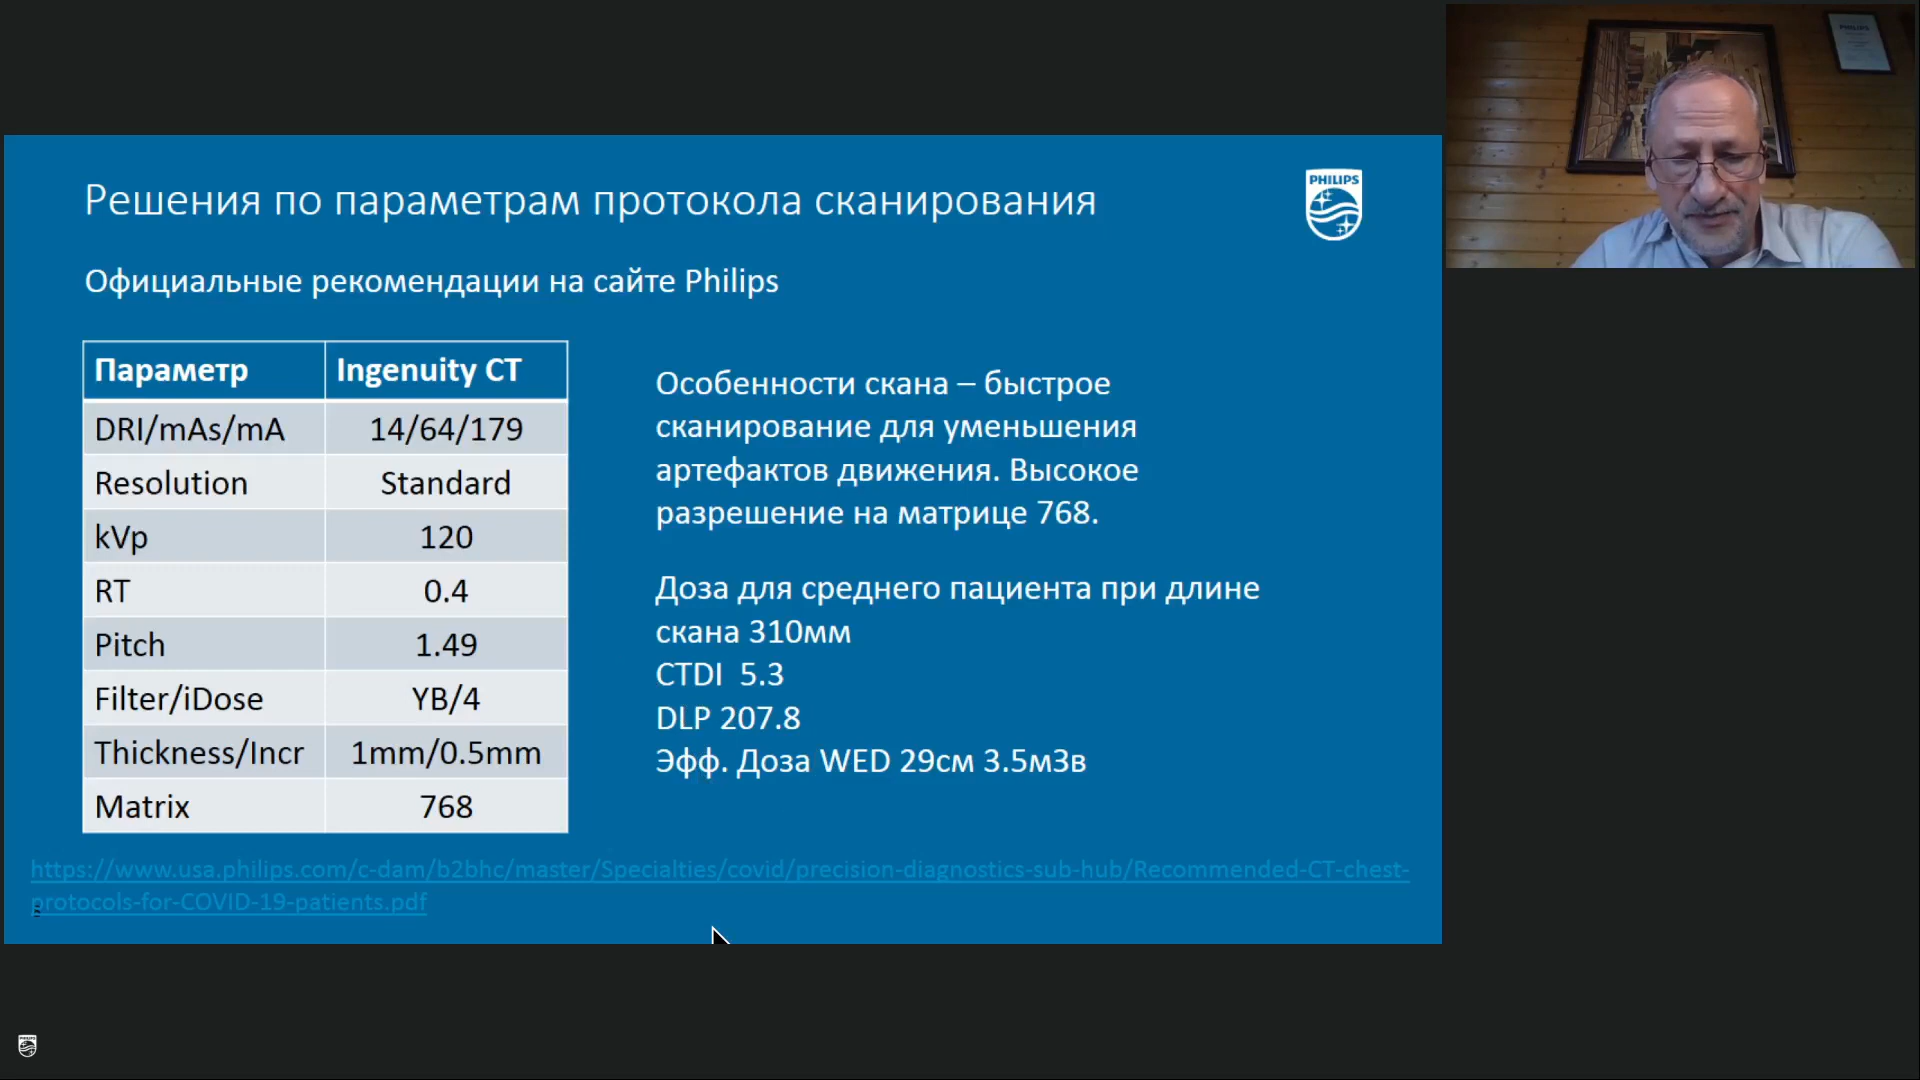 Решения по параметрам протокола сканирования
PHILIPS
Официальные рекомендации на сайте Philips
Параметр Ingenuity CT
DRI/mAs/mA 14/64/179
Resolution Standard
kVp 120
RT 0.4
Pitch 1.49
Filter/iDose YB/4
Thickness/Incr 1mm/0.5mm
Matrix 768
Особенности скана – быстрое
сканирование для уменьшения
артефактов движения. Высокое
разрешение на матрице 768.
Доза для среднего пациента при длине
скана 310мм
CTDI 5.3
DLP 207.8
Эфф. Доза WED 29см 3.5мЗв
https://www.usa.philips.com/c-dam/b2bhc/master/Specialties/covid/precision-diagnostics-sub-hub/Recommended-CT-chest-
protocols-for-COVID-19-patients.pdf
PHILIPS